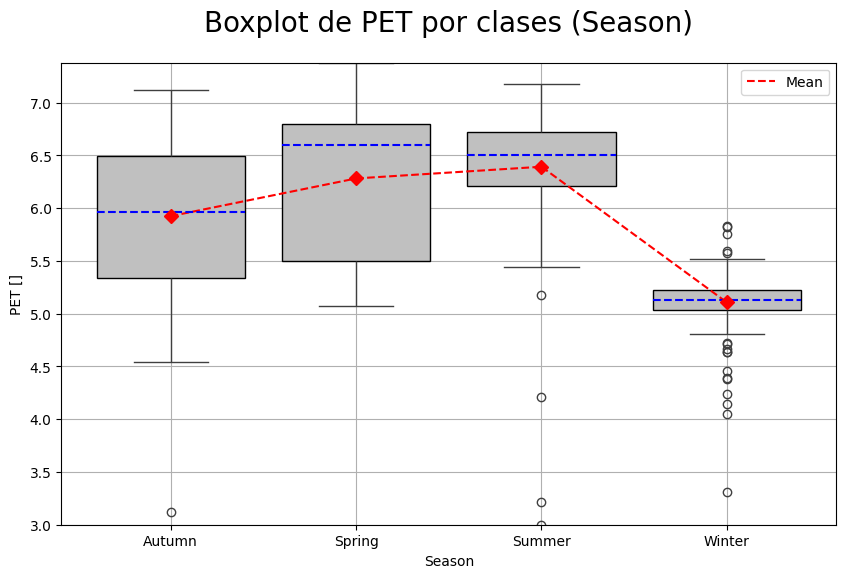 Boxplot de PET por clases (Season)
Mean
7.0
6.5
6.0
5.5
5.0
4.5
4.0
3.5
3.0
PET []
Autumn Spring Summer Winter
Season